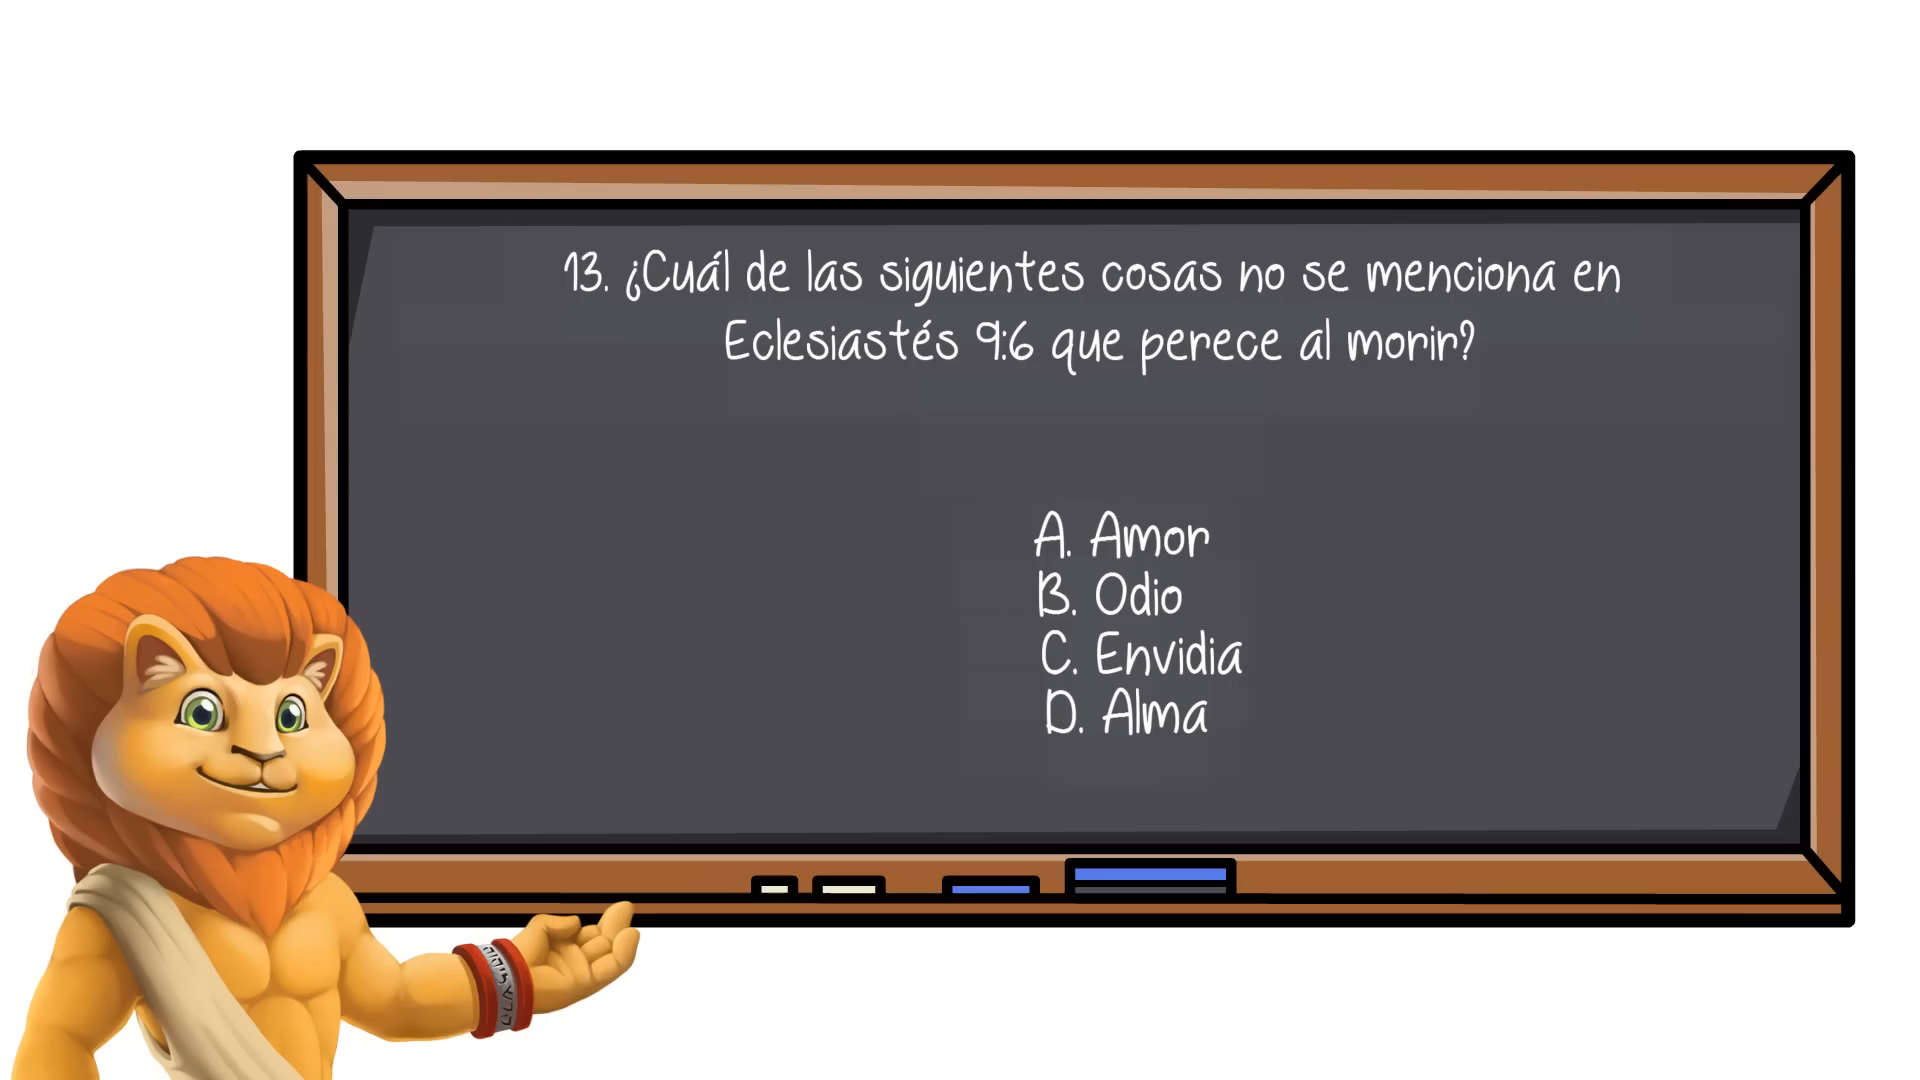 13. ¿Cuál de las siguientes cosas no se menciona en
Eclesiastés 9:6 que perece al morir?
A. Amor
B. Odio
C. Envidia
D. Alma